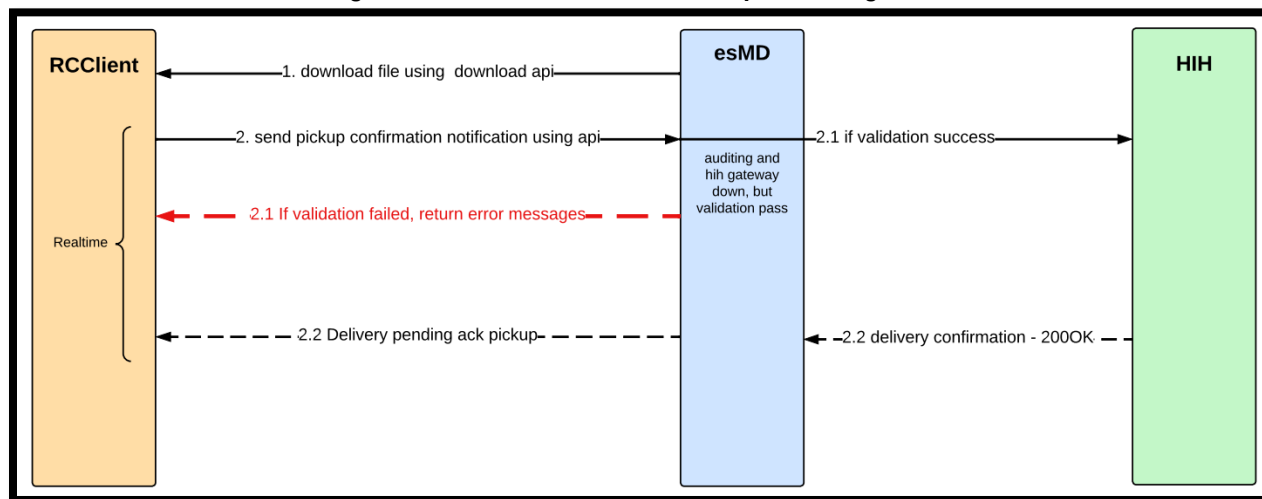 RCClient
esMD
HIH
1. download file using download api
2. send pickup confirmation notification using api
2.1 if validation success
auditing and
hih gateway
down, but
validation pass
2.1 If validation failed, return error messages
Realtime
2.2 Delivery pending ack pickup
2.2 delivery confirmation - 200OK